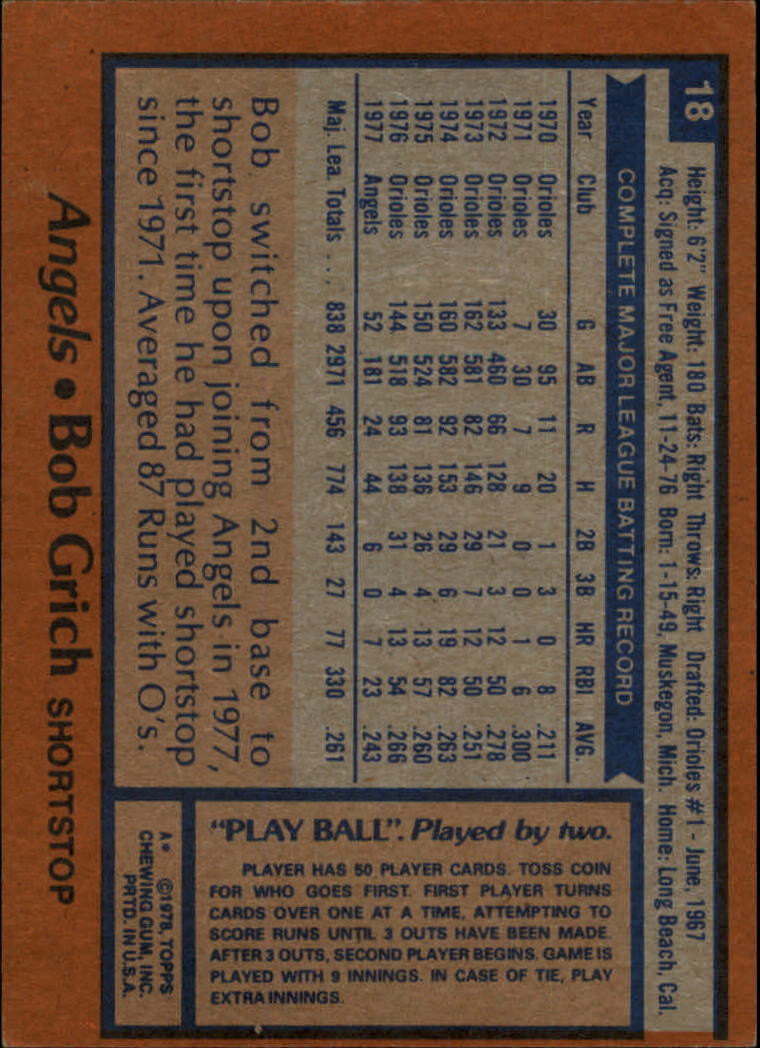 18
Height: 6'2" Weight: 180 Bats: Right Throws: Right Drafted: Orioles #1 - June, 1967
Acq: Signed as Free Agent, 11-24-76 Born: 1-15-49, Muskegon, Mich. Home: Long Beach, Cal.
COMPLETE MAJOR LEAGUE BATTING RECORD
Year Club G AB R H 2B 3B HR RBI AVG.
1970 Orioles 30 95 11 20 1 3 0 8 .211
1971 Orioles 7 30 7 9 0 0 1 6 .300
1972 Orioles 133 460 66 128 21 3 12 50 .278
1973 Orioles 162 581 82 146 29 7 12 50 .251
1974 Orioles 160 582 92 153 29 6 19 82 .263
1975 Orioles 150 524 81 136 26 4 13 57 .260
1976 Orioles 144 518 93 138 31 4 13 54 .266
1977 Angels 52 181 24 44 6 0 7 23 .243
Maj. Lea. Totals ... 838 2971 456 774 143 27 77 330 .261
Bob switched from 2nd base to
shortstop upon joining Angels in 1977,
the first time he had played shortstop
since 1971. Averaged 87 Runs with O's.
"PLAY BALL". Played by two.
PLAYER HAS 50 PLAYER CARDS. TOSS COIN
FOR WHO GOES FIRST. FIRST PLAYER TURNS
CARDS OVER ONE AT A TIME, ATTEMPTING TO
SCORE RUNS UNTIL 3 OUTS HAVE BEEN MADE.
AFTER 3 OUTS, SECOND PLAYER BEGINS. GAME IS
PLAYED WITH 9 INNINGS. IN CASE OF TIE, PLAY
EXTRA INNINGS.
A* ©1978, TOPPS
CHEWING GUM, INC.
PRTD. IN U.S.A.
Angels • Bob Grich SHORTSTOP